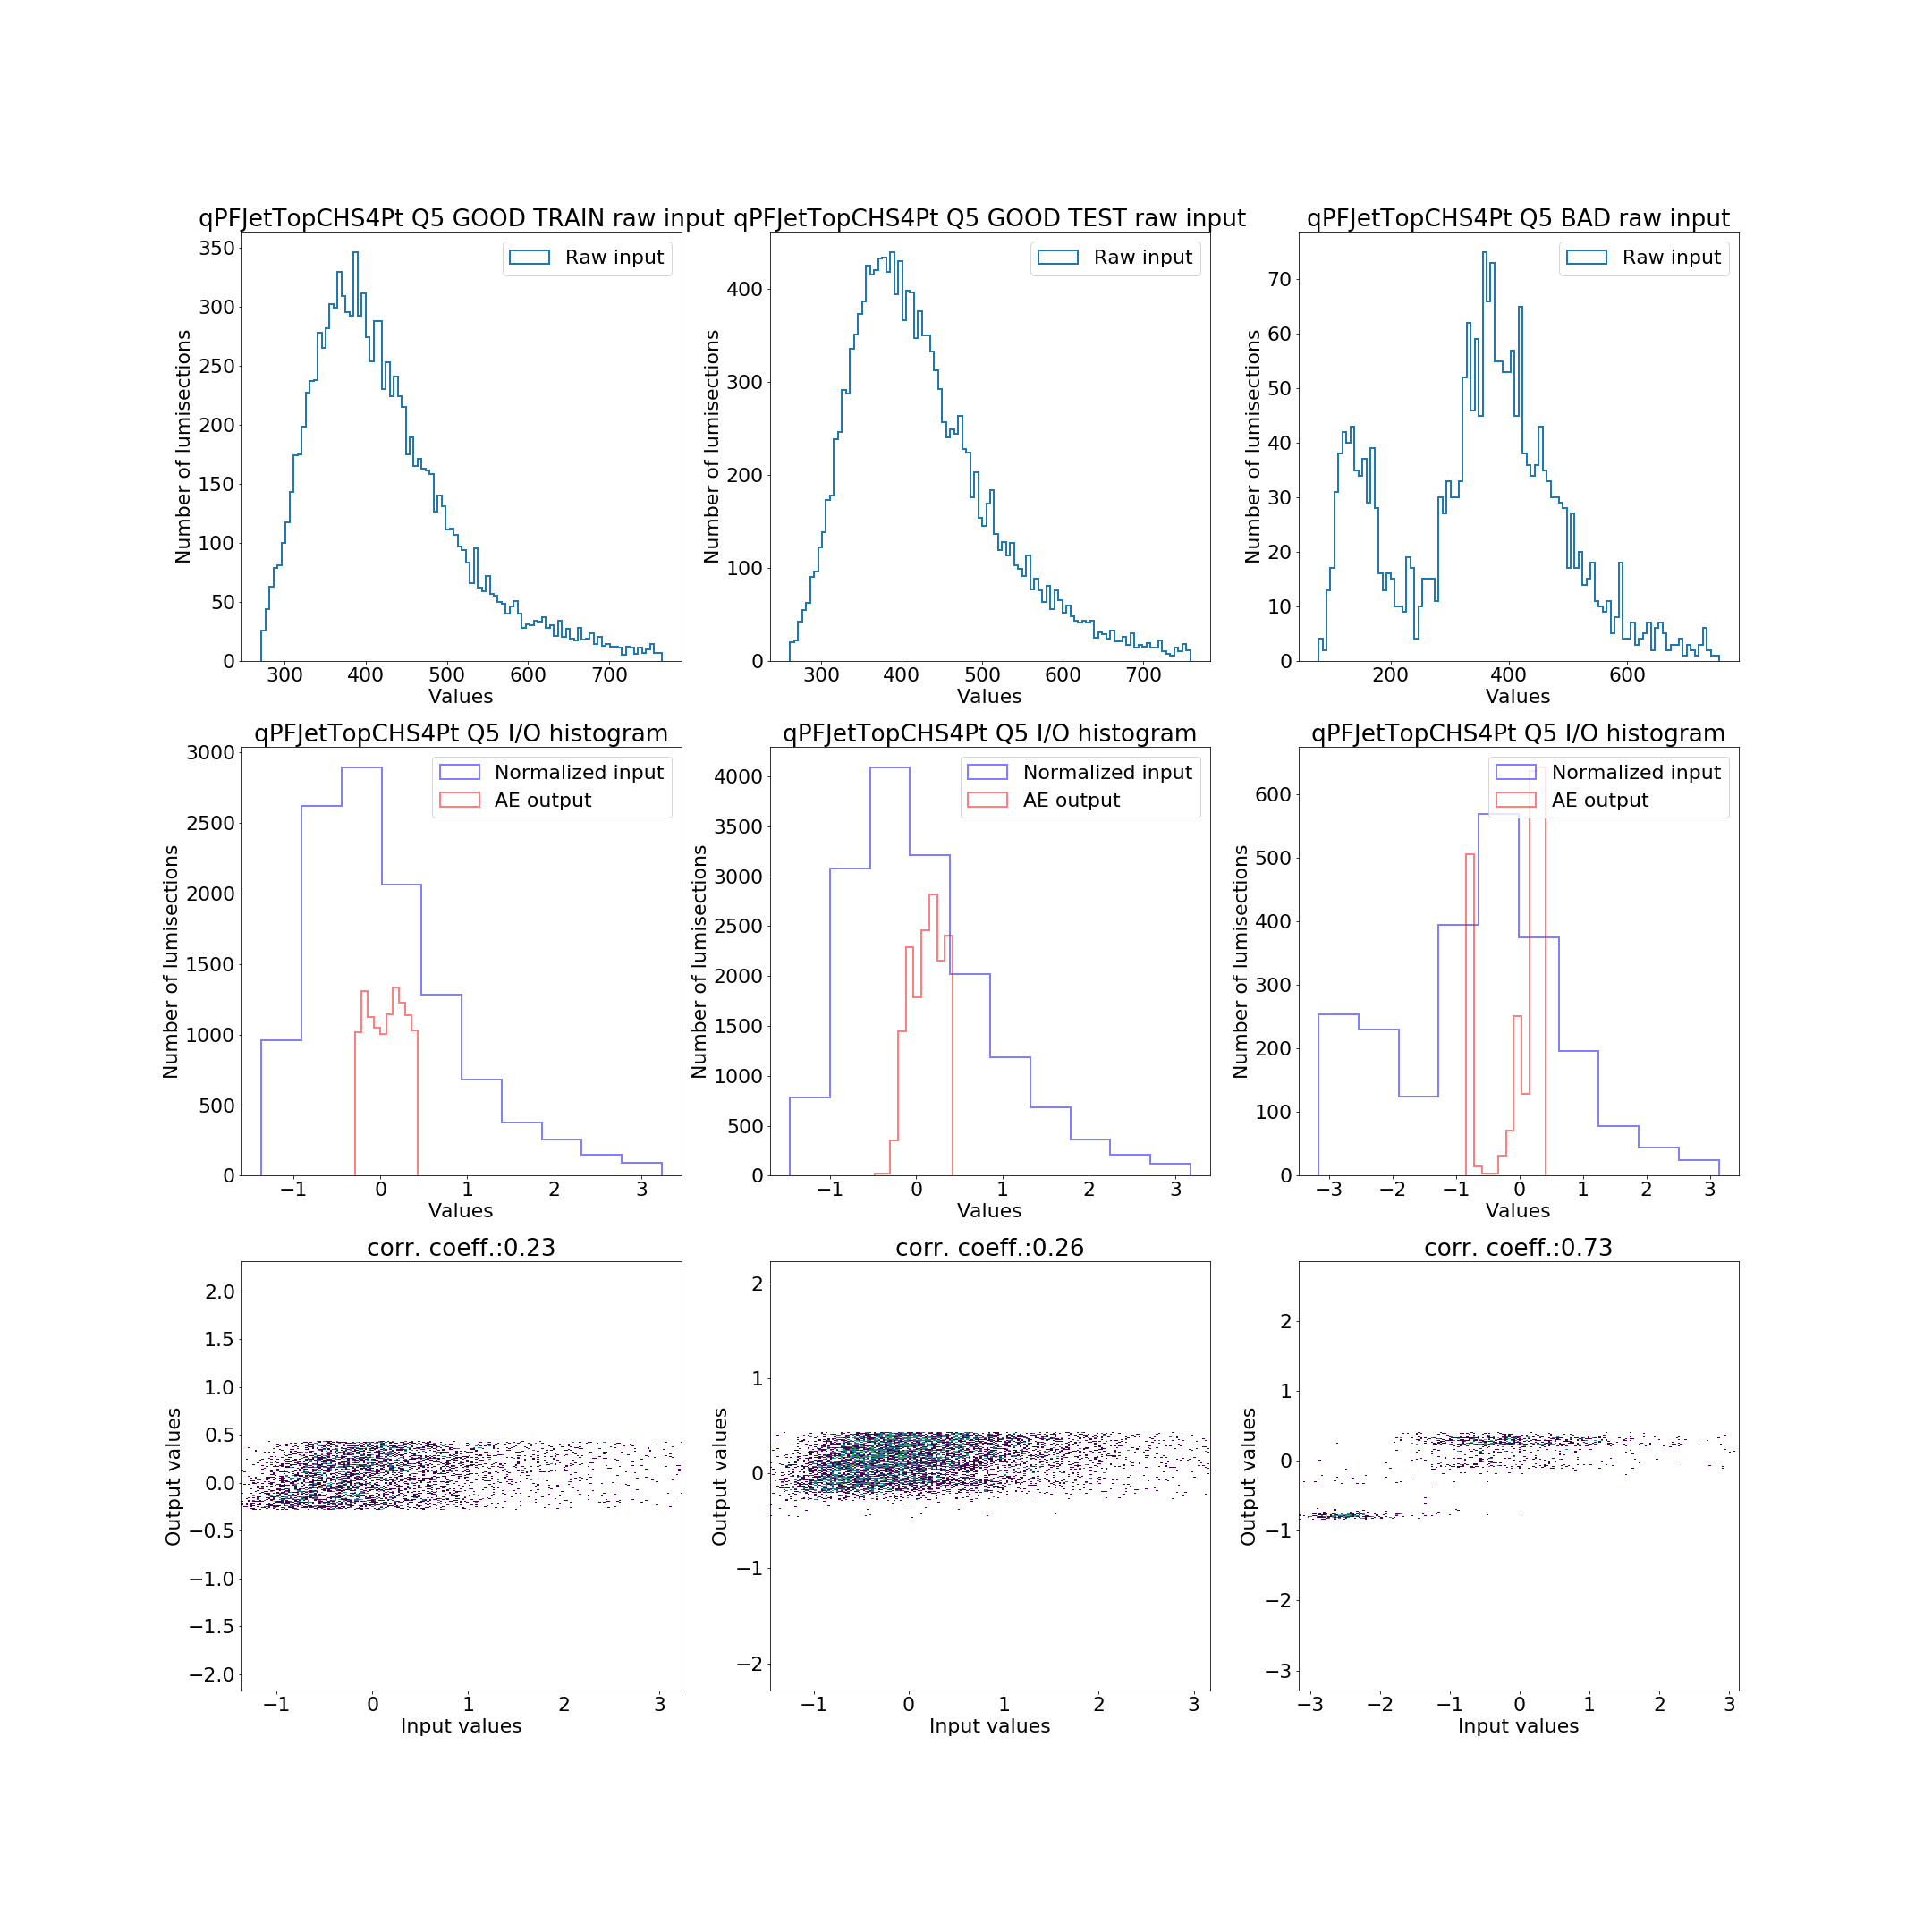 qPFJetTopCHS4Pt Q5 GOOD TRAIN raw input
Raw input
350
300
250
200
150
100
50
0
Number of lumisections
300 400 500 600 700
Values
qPFJetTopCHS4Pt Q5 GOOD TEST raw input
Raw input
400
300
200
100
0
Number of lumisections
300 400 500 600 700
Values
qPFJetTopCHS4Pt Q5 BAD raw input
Raw input
70
60
50
40
30
20
10
0
Number of lumisections
200 400 600
Values
qPFJetTopCHS4Pt Q5 I/O histogram
Normalized input
AE output
3000
2500
2000
1500
1000
500
0
Number of lumisections
−1 0 1 2 3
Values
qPFJetTopCHS4Pt Q5 I/O histogram
Normalized input
AE output
4000
3500
3000
2500
2000
1500
1000
500
0
Number of lumisections
−1 0 1 2 3
Values
qPFJetTopCHS4Pt Q5 I/O histogram
Normalized input
AE output
600
500
400
300
200
100
0
Number of lumisections
−3 −2 −1 0 1 2 3
Values
corr. coeff.:0.23
2.0
1.5
1.0
0.5
0.0
−0.5
−1.0
−1.5
−2.0
Output values
−1 0 1 2 3
Input values
corr. coeff.:0.26
2
1
0
−1
−2
Output values
−1 0 1 2 3
Input values
corr. coeff.:0.73
2
1
0
−1
−2
−3
Output values
−3 −2 −1 0 1 2 3
Input values